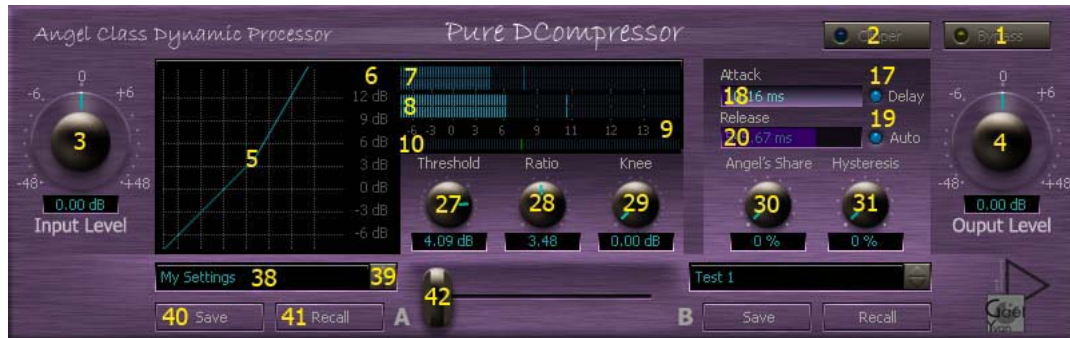 Angel Class Dynamic Processor
Pure DCompressor
2
1
0
-6 +6
3
-48 +48
0.00 dB
Input Level
5
6
12 dB
9 dB
6 dB
3 dB
0 dB
-3 dB
-6 dB
7
8
-6 -3 0 3 6 9 11 12 13
9
10
Threshold Ratio Knee
27 28 29
4.09 dB 3.48 0.00 dB
Attack
17
18 ms
Delay
Release
19
20 ms
Auto
Angel's Share Hysteresis
30 31
0 % 0 %
0
-6 +6
4
-48 +48
0.00 dB
Ouput Level
My Settings 38 39
40 Save 41 Recall
A
42
B
Test 1
Save Recall
Gaël
Yvan